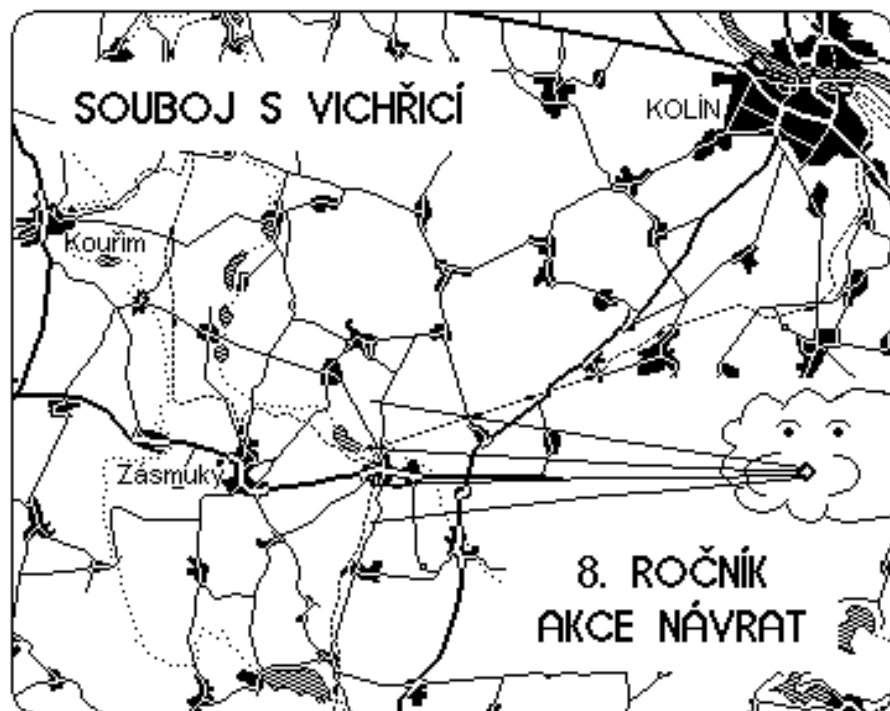 SOUBOJ S VICHŘICÍ
KOLÍN
Kouřim
Zásmuky
8. ROČNÍK
AKCE NÁVRAT